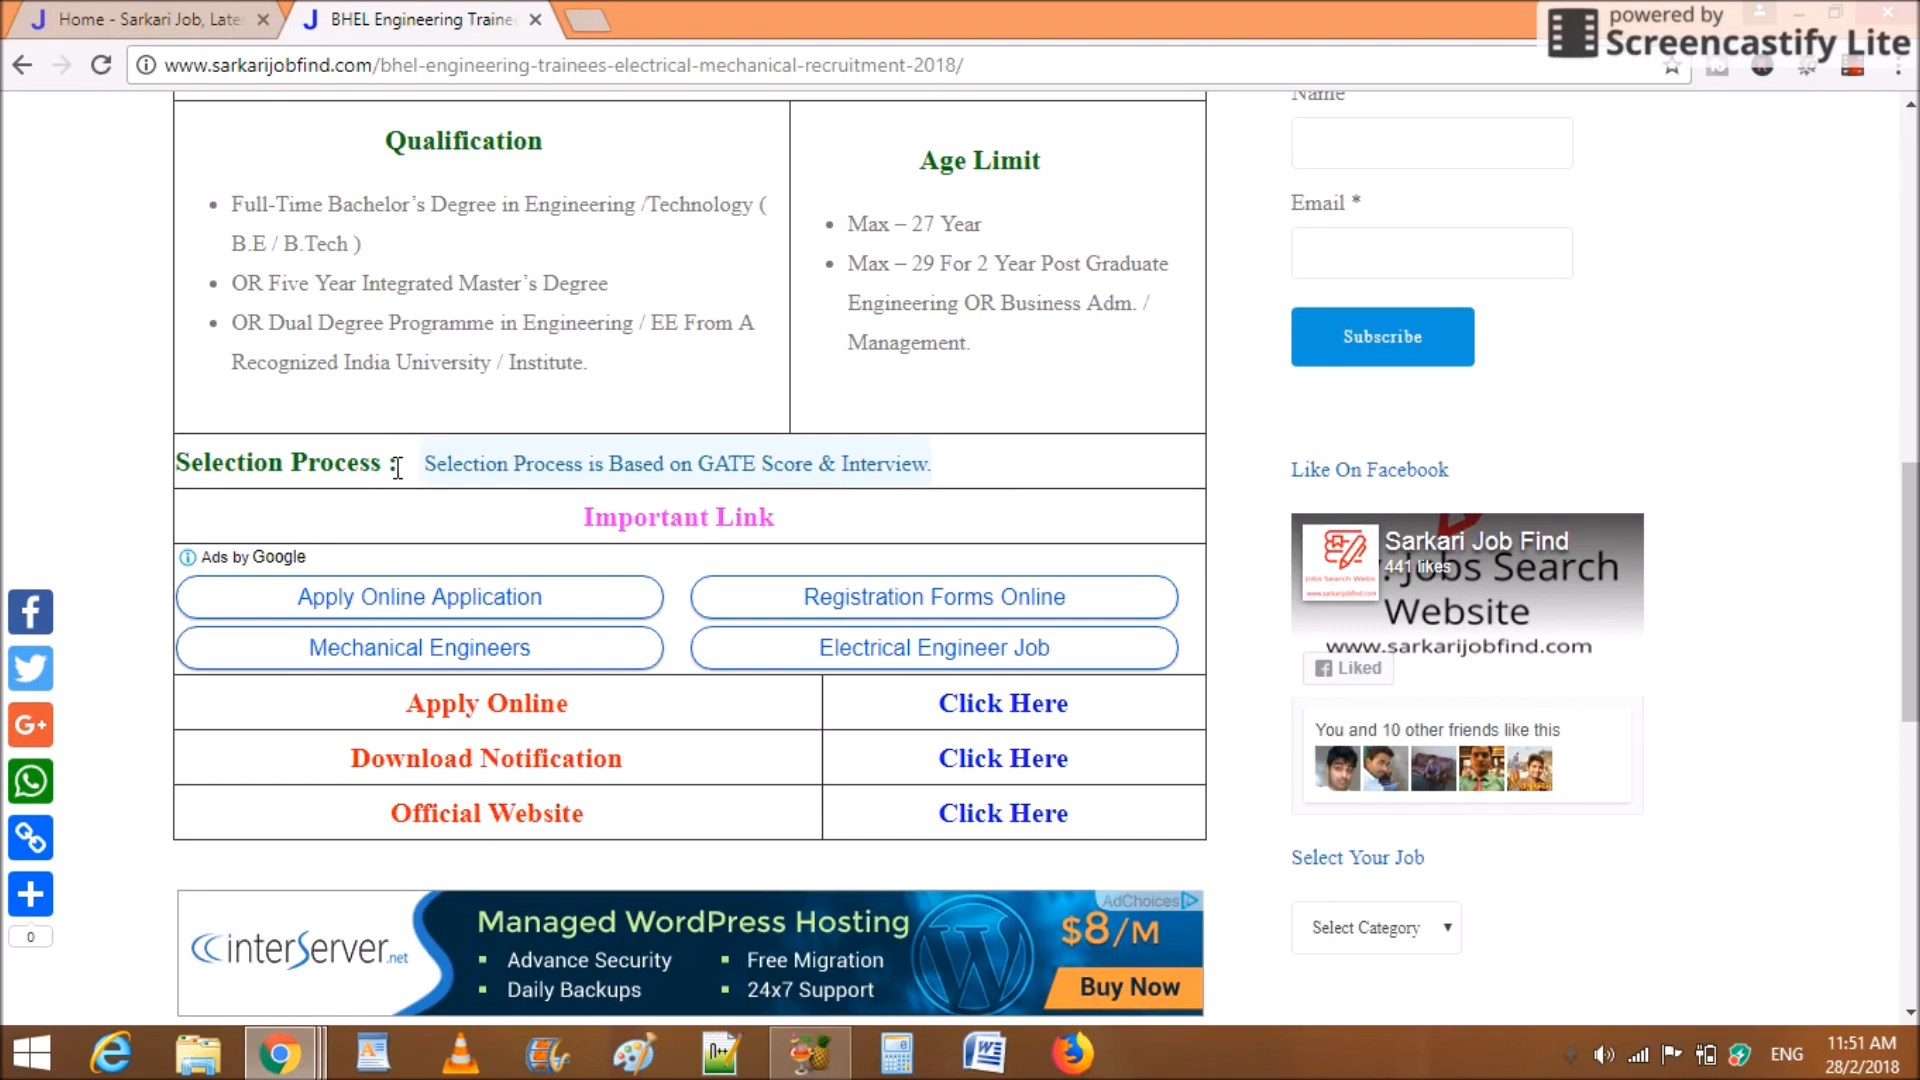 Home - Sarkari Job, Late
BHEL Engineering Traine
powered by
Screencastify Lite
www.sarkarijobfind.com/bhel-engineering-trainees-electrical-mechanical-recruitment-2018/
Qualification
Full-Time Bachelor's Degree in Engineering /Technology (
B.E / B.Tech )
OR Five Year Integrated Master's Degree
OR Dual Degree Programme in Engineering / EE From A
Recognized India University / Institute.
Age Limit
Max – 27 Year
Max – 29 For 2 Year Post Graduate
Engineering OR Business Adm. /
Management.
Selection Process : Selection Process is Based on GATE Score & Interview.
Important Link
Ads by Google
Apply Online Application
Registration Forms Online
Mechanical Engineers
Electrical Engineer Job
Apply Online Click Here
Download Notification Click Here
Official Website Click Here
interServer.net
Managed WordPress Hosting
Advance Security
Free Migration
Daily Backups
24x7 Support
AdChoices
$8/M
Buy Now
Name
Email *
Subscribe
Like On Facebook
Sarkari Job Find
441 likes
Jobs Search
Website
www.sarkarijobfind.com
Liked
You and 10 other friends like this
Select Your Job
Select Category
G+
0
ENG
11:51 AM
28/2/2018